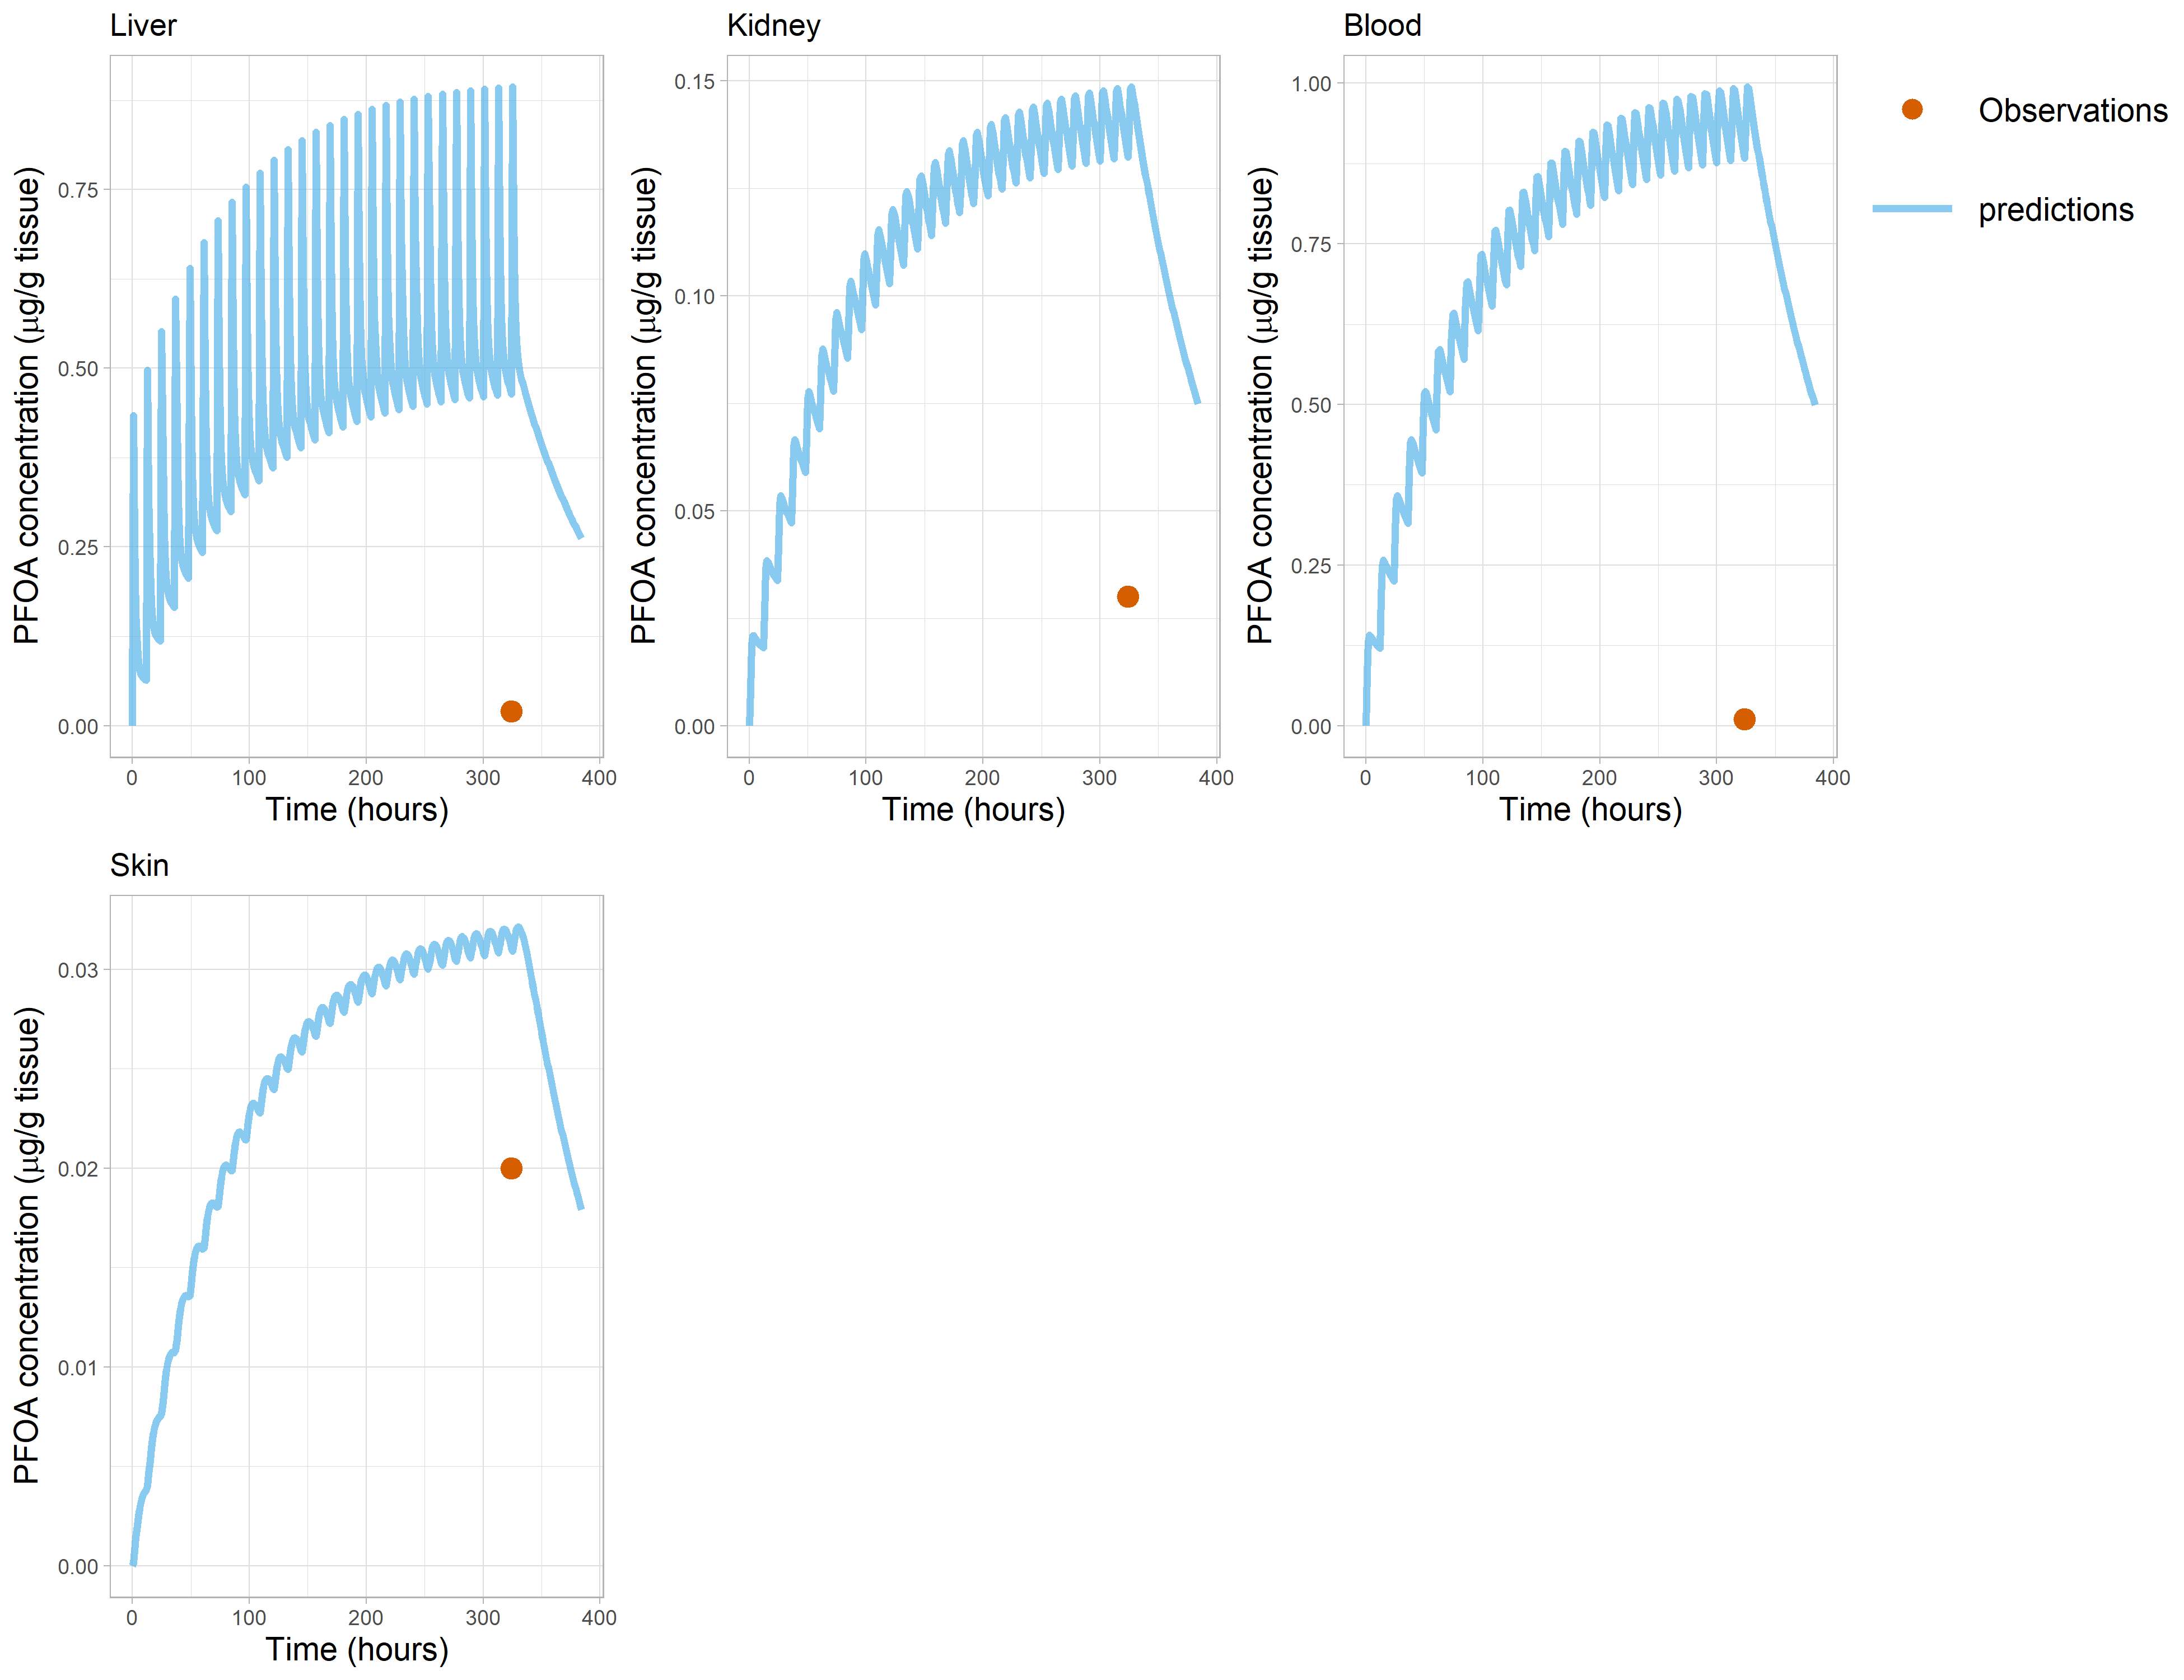 Liver
Kidney
Blood
PFOA concentration (μg/g tissue)
0.75
0.50
0.25
0.00
0 100 200 300 400
Time (hours)
PFOA concentration (μg/g tissue)
0.15
0.10
0.05
0.00
0 100 200 300 400
Time (hours)
PFOA concentration (μg/g tissue)
1.00
0.75
0.50
0.25
0.00
0 100 200 300 400
Time (hours)
Observations
predictions
Skin
PFOA concentration (μg/g tissue)
0.03
0.02
0.01
0.00
0 100 200 300 400
Time (hours)